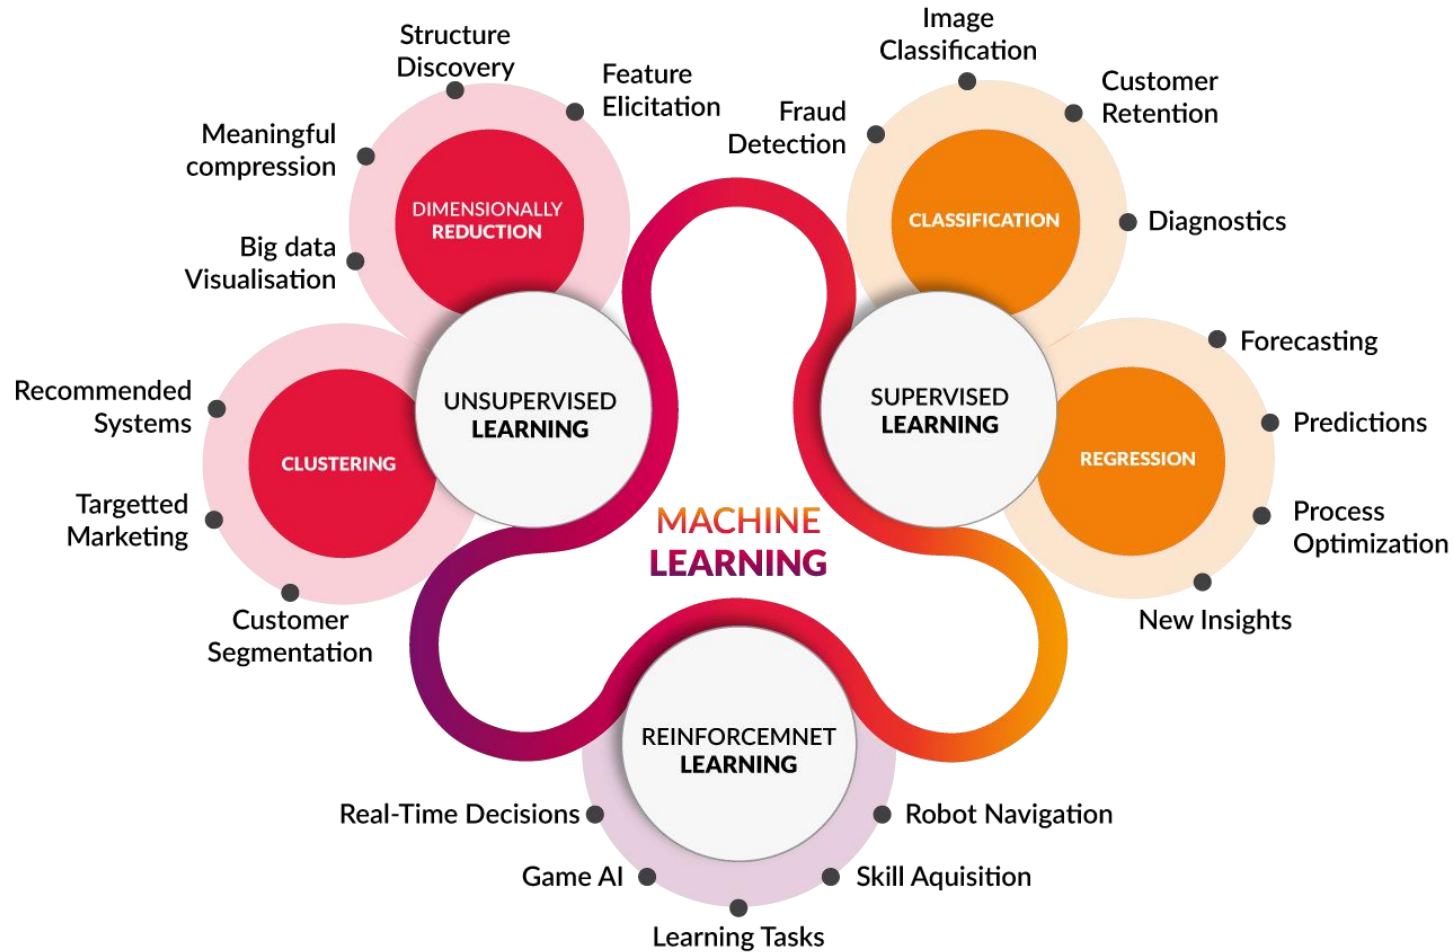 Structure
Discovery
Feature
Elicitation
Meaningful
compression
Big data
Visualisation
DIMENSIONALLY
REDUCTION
Image
Classification
Fraud
Detection
Customer
Retention
Diagnostics
CLASSIFICATION
UNSUPERVISED
LEARNING
SUPERVISED
LEARNING
Recommended
Systems
Targetted
Marketing
Customer
Segmentation
CLUSTERING
Forecasting
Predictions
Process
Optimization
New Insights
REGRESSION
MACHINE
LEARNING
REINFORCEMNET
LEARNING
Real-Time Decisions
Game AI
Learning Tasks
Skill Aquisition
Robot Navigation